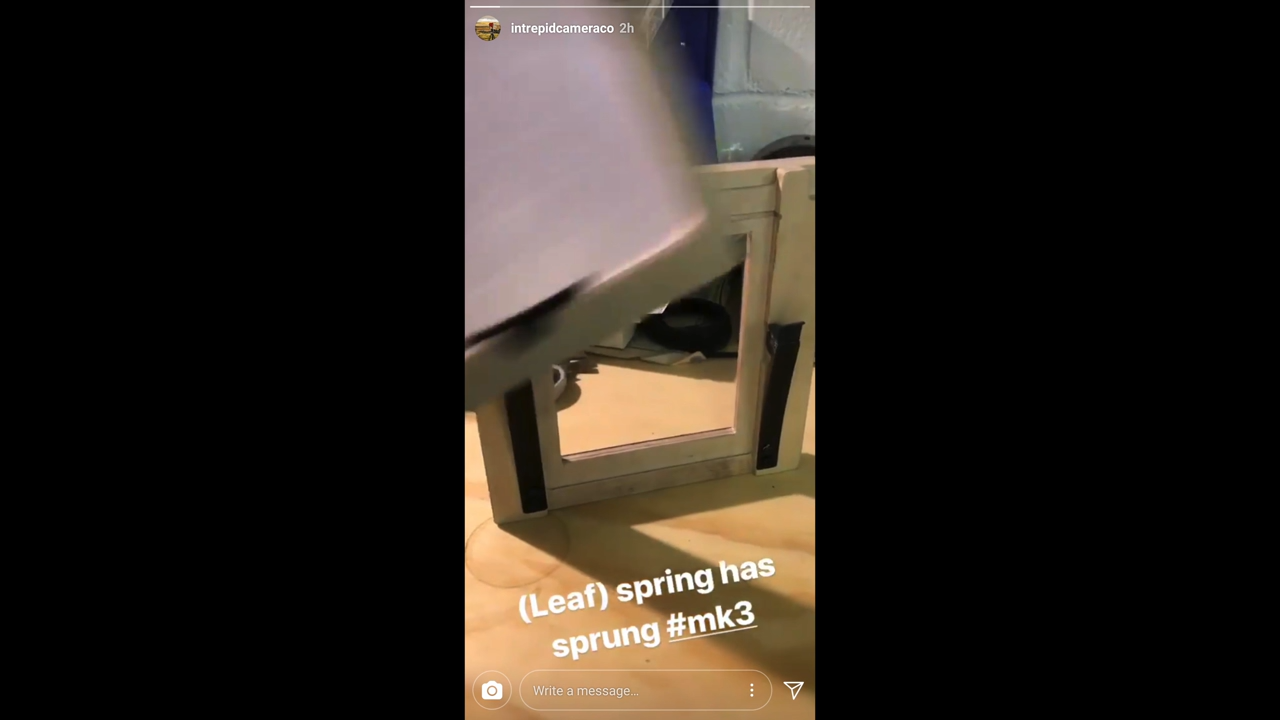 intrepidcameraco 2h
(Leaf) spring has
sprung #mk3
Write a message...